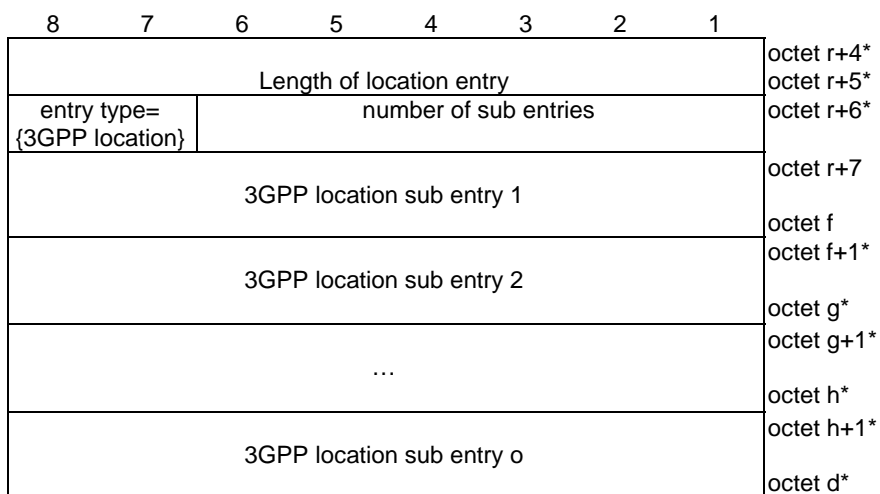 8 7 6 5 4 3 2 1
octet r+4*
Length of location entry octet r+5*
entry type= number of sub entries octet r+6*
{3GPP location}
octet r+7
3GPP location sub entry 1
octet f
octet f+1*
3GPP location sub entry 2
octet g*
octet g+1*
…
octet h*
octet h+1*
3GPP location sub entry o
octet d*